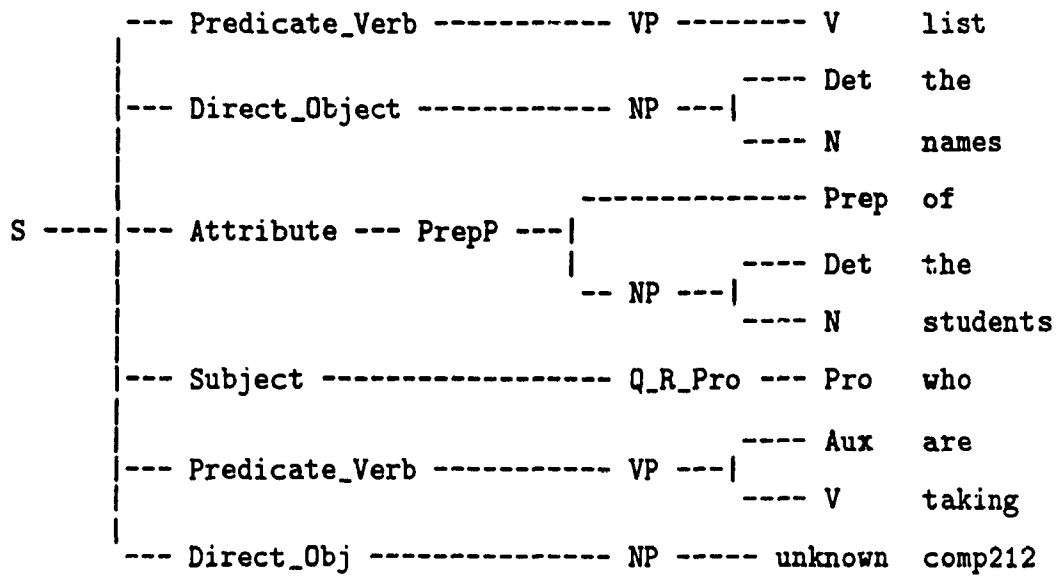 --- Predicate_Verb ----------- VP -------- V list
---- Det the
--- Direct_Object ------------ NP ---|
---- N names
-------------- Prep of
S ----|--- Attribute --- PrepP ---|
---- Det the
-- NP ---|
---- N students
|--- Subject ----------------- Q_R_Pro --- Pro who
---- Aux are
--- Predicate_Verb ----------- VP ---|
---- V taking
--- Direct_Obj --------------- NP ----- unknown comp212